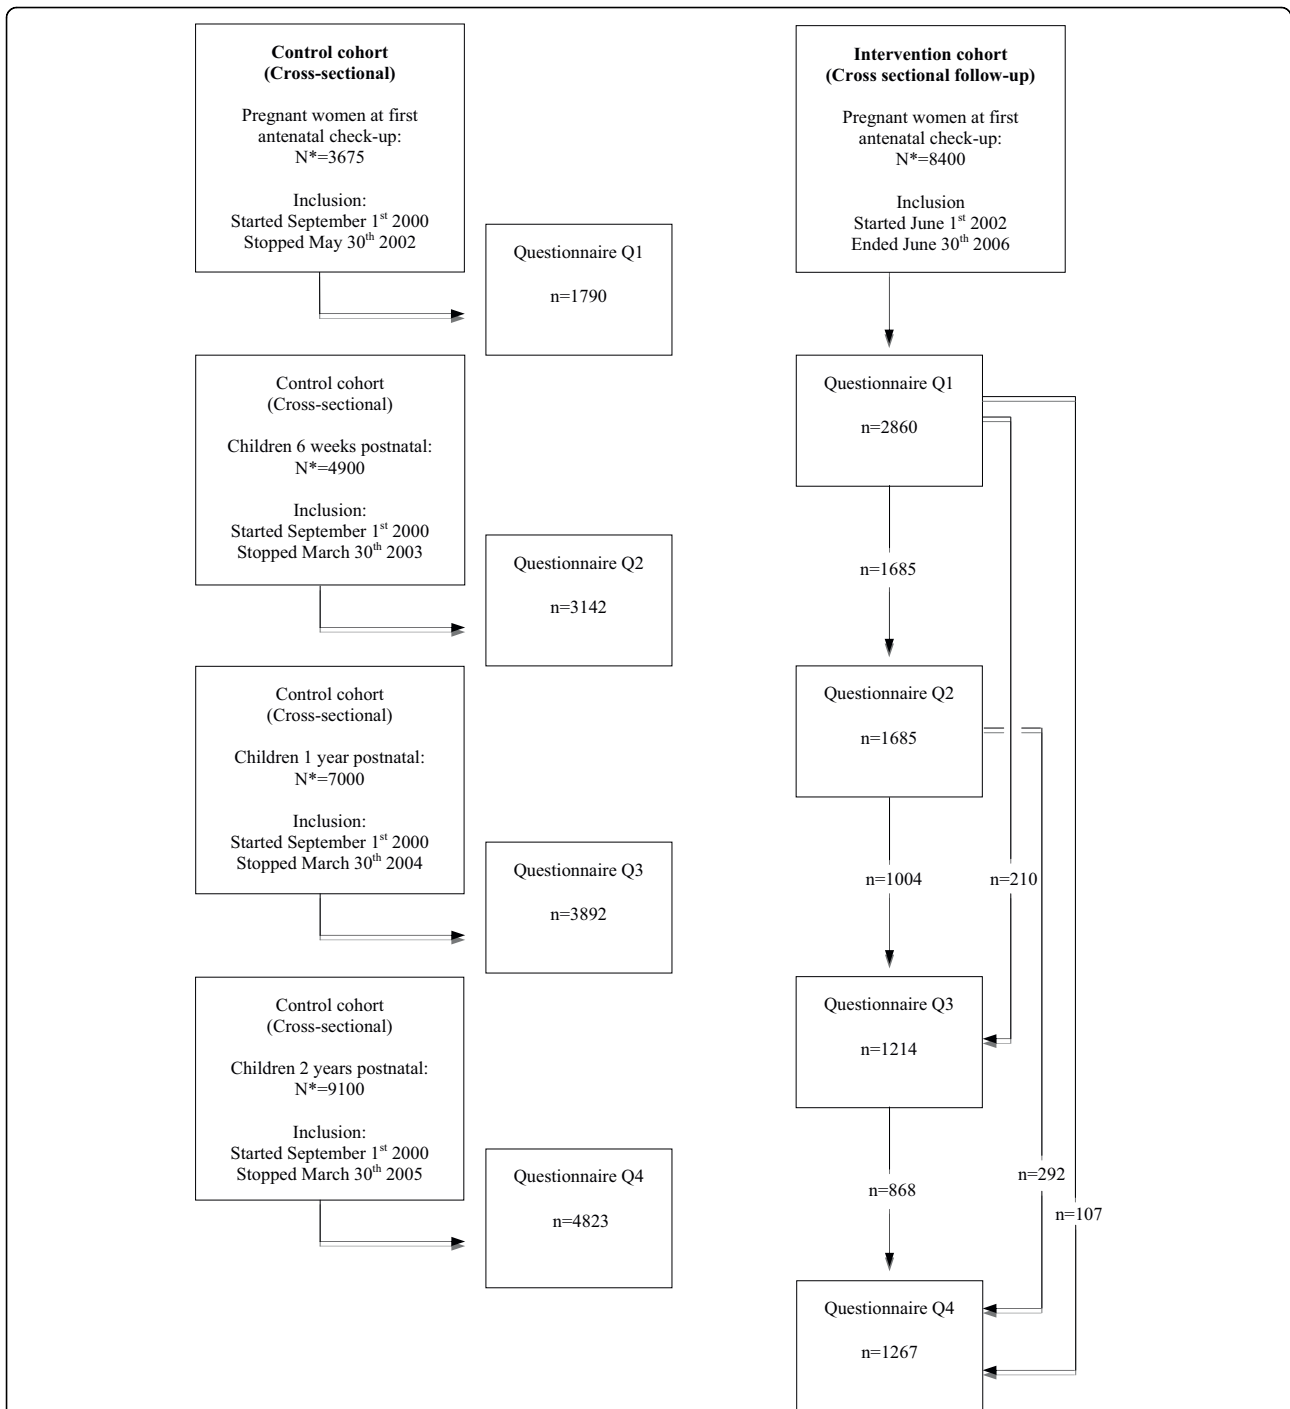 Control cohort
(Cross-sectional)
Pregnant women at first
antenatal check-up:
N*=3675
Inclusion:
Started September 1st 2000
Stopped May 30th 2002
Questionnaire Q1
n=1790
Control cohort
(Cross-sectional)
Children 6 weeks postnatal:
N*=4900
Inclusion:
Started September 1st 2000
Stopped March 30th 2003
Questionnaire Q2
n=3142
Control cohort
(Cross-sectional)
Children 1 year postnatal:
N*=7000
Inclusion:
Started September 1st 2000
Stopped March 30th 2004
Questionnaire Q3
n=3892
Control cohort
(Cross-sectional)
Children 2 years postnatal:
N*=9100
Inclusion:
Started September 1st 2000
Stopped March 30th 2005
Questionnaire Q4
n=4823
Intervention cohort
(Cross sectional follow-up)
Pregnant women at first
antenatal check-up:
N*=8400
Inclusion
Started June 1st 2002
Ended June 30th 2006
Questionnaire Q1
n=2860
n=1685
Questionnaire Q2
n=1685
n=1004
n=210
Questionnaire Q3
n=1214
n=868
n=292
n=107
Questionnaire Q4
n=1267